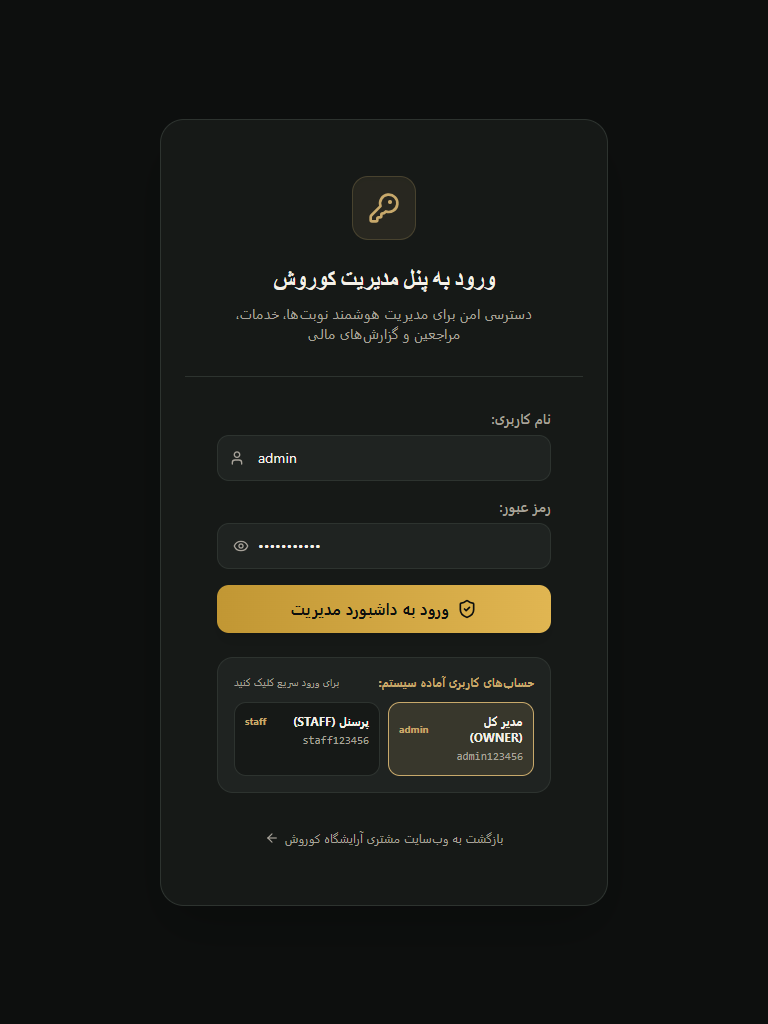 ورود به پنل مدیریت کوروش
دسترسی امن برای مدیریت هوشمند نوبت‌ها، خدمات،
مراجعین و گزارش‌های مالی
نام کاربری:
admin
رمز عبور:
•••••••••••
ورود به داشبورد مدیریت
حساب‌های کاربری آماده سیستم:
برای ورود سریع کلیک کنید
مدیر کل
(OWNER)
admin
admin123456
پرسنل (STAFF)
staff
staff123456
بازگشت به وب‌سایت مشتری آرایشگاه کوروش ←